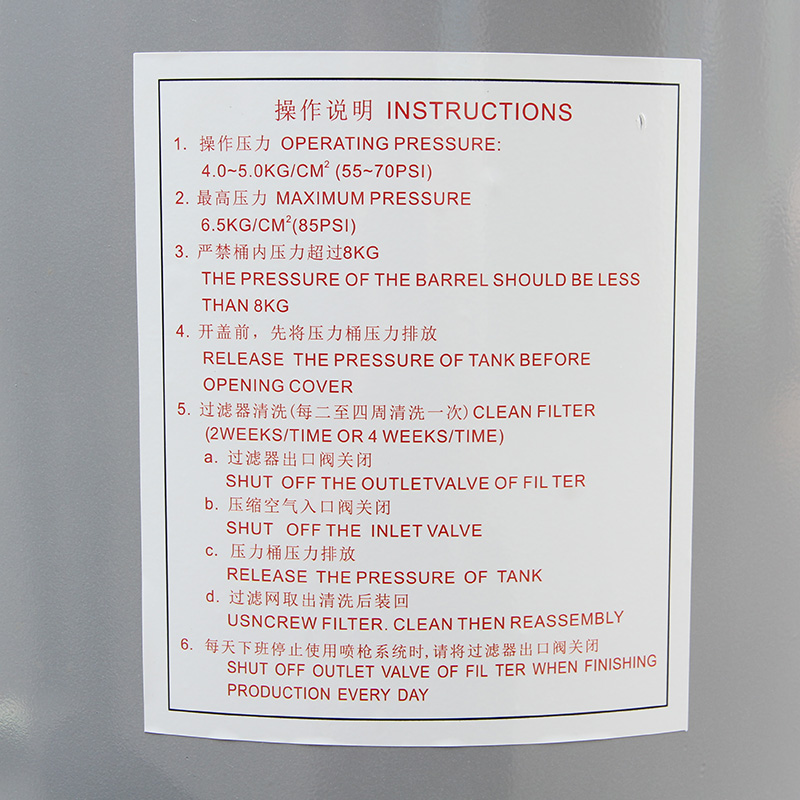 操作说明 INSTRUCTIONS
1. 操作压力 OPERATING PRESSURE:
4.0~5.0KG/CM² (55~70PSI)
2. 最高压力 MAXIMUM PRESSURE
6.5KG/CM²(85PSI)
3. 严禁桶内压力超过8KG
THE PRESSURE OF THE BARREL SHOULD BE LESS
THAN 8KG
4. 开盖前，先将压力桶压力排放
RELEASE THE PRESSURE OF TANK BEFORE
OPENING COVER
5. 过滤器清洗(每二至四周清洗一次) CLEAN FILTER
(2WEEKS/TIME OR 4 WEEKS/TIME)
a. 过滤器出口阀关闭
SHUT OFF THE OUTLETVALVE OF FIL TER
b. 压缩空气入口阀关闭
SHUT OFF THE INLET VALVE
c. 压力桶压力排放
RELEASE THE PRESSURE OF TANK
d. 过滤网取出清洗后装回
USNCREW FILTER. CLEAN THEN REASSEMBLY
6. 每天下班停止使用喷枪系统时,请将过滤器出口阀关闭
SHUT OFF OUTLET VALVE OF FIL TER WHEN FINISHING
PRODUCTION EVERY DAY